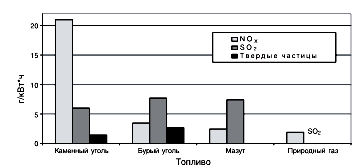 20
15
10
5
0
г/кВт*ч
NOx
SO2
Твердые частицы
SO2
Каменный уголь
Бурый уголь
Мазут
Природный газ
Топливо